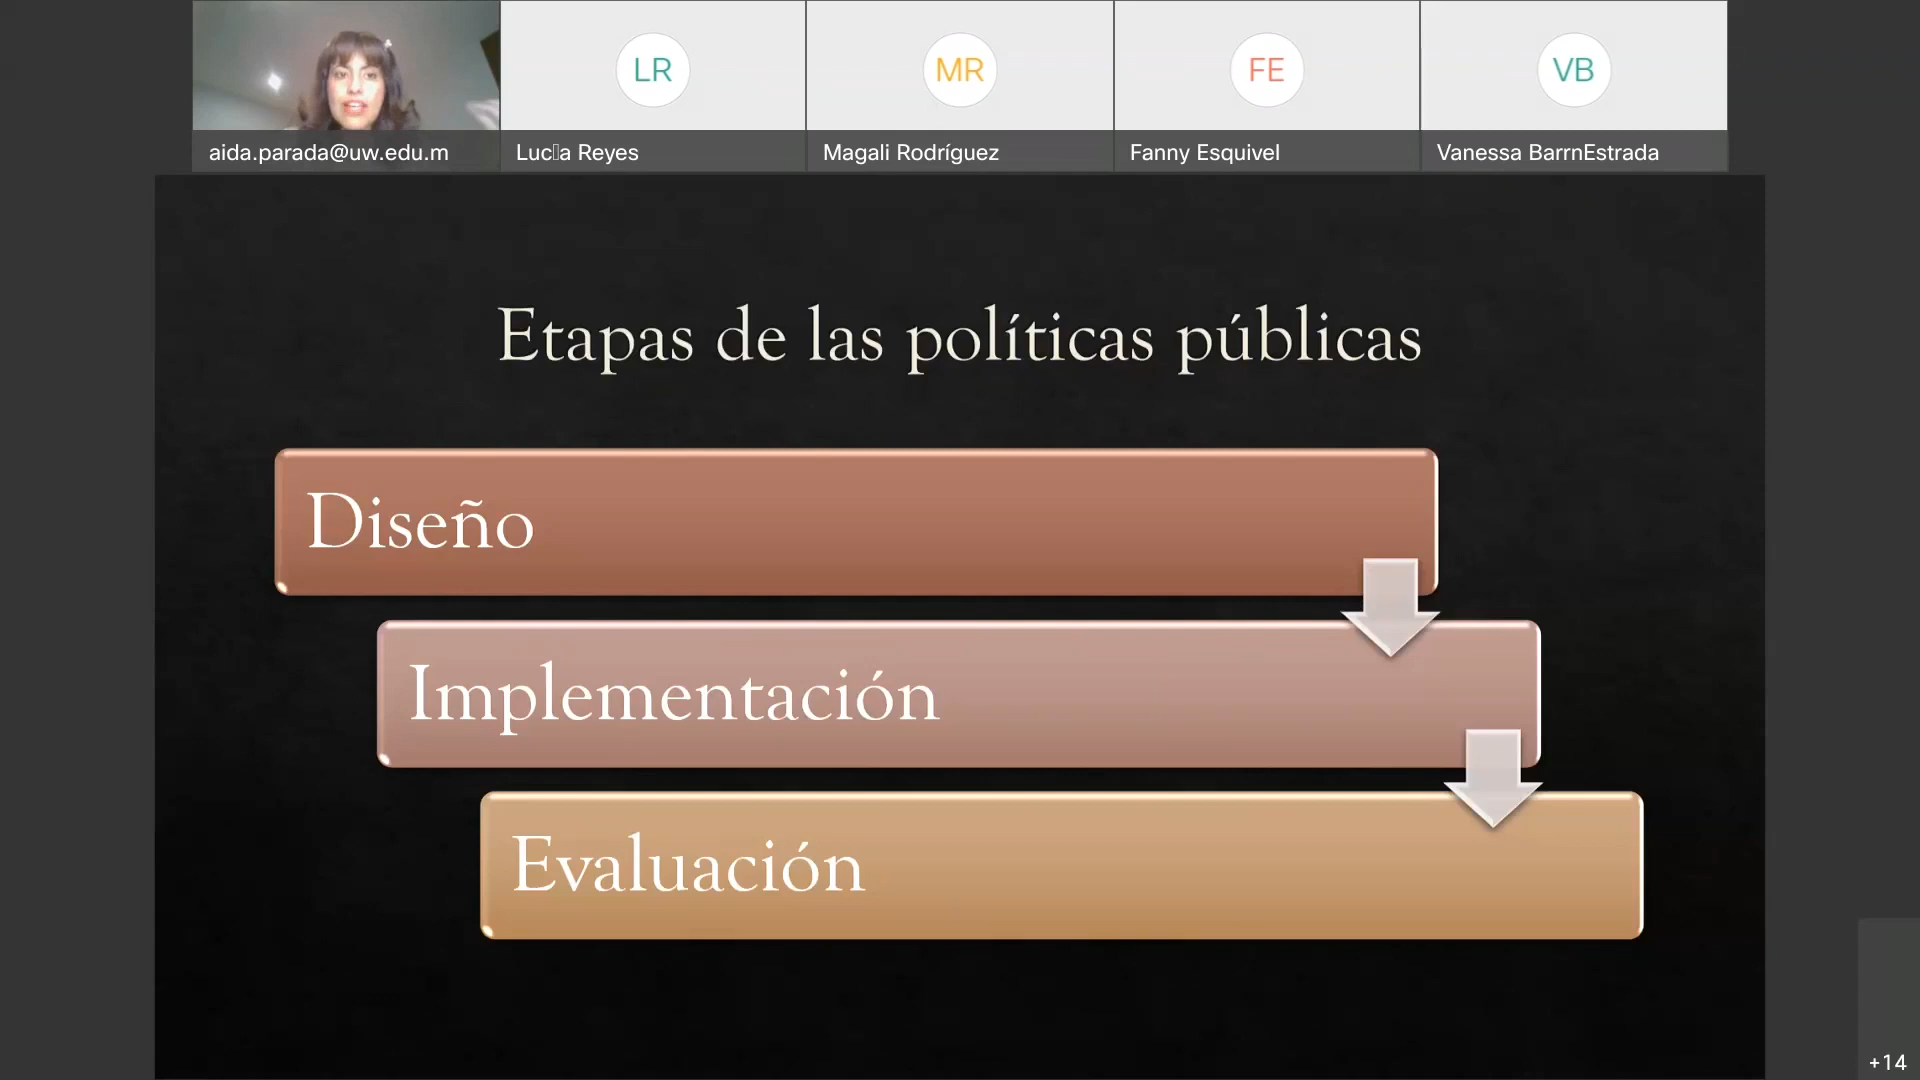 LR
MR
FE
VB
aida.parada@uw.edu.m
Luc▯a Reyes
Magali Rodríguez
Fanny Esquivel
Vanessa BarrnEstrada
Etapas de las políticas públicas
Diseño
Implementación
Evaluación
+14